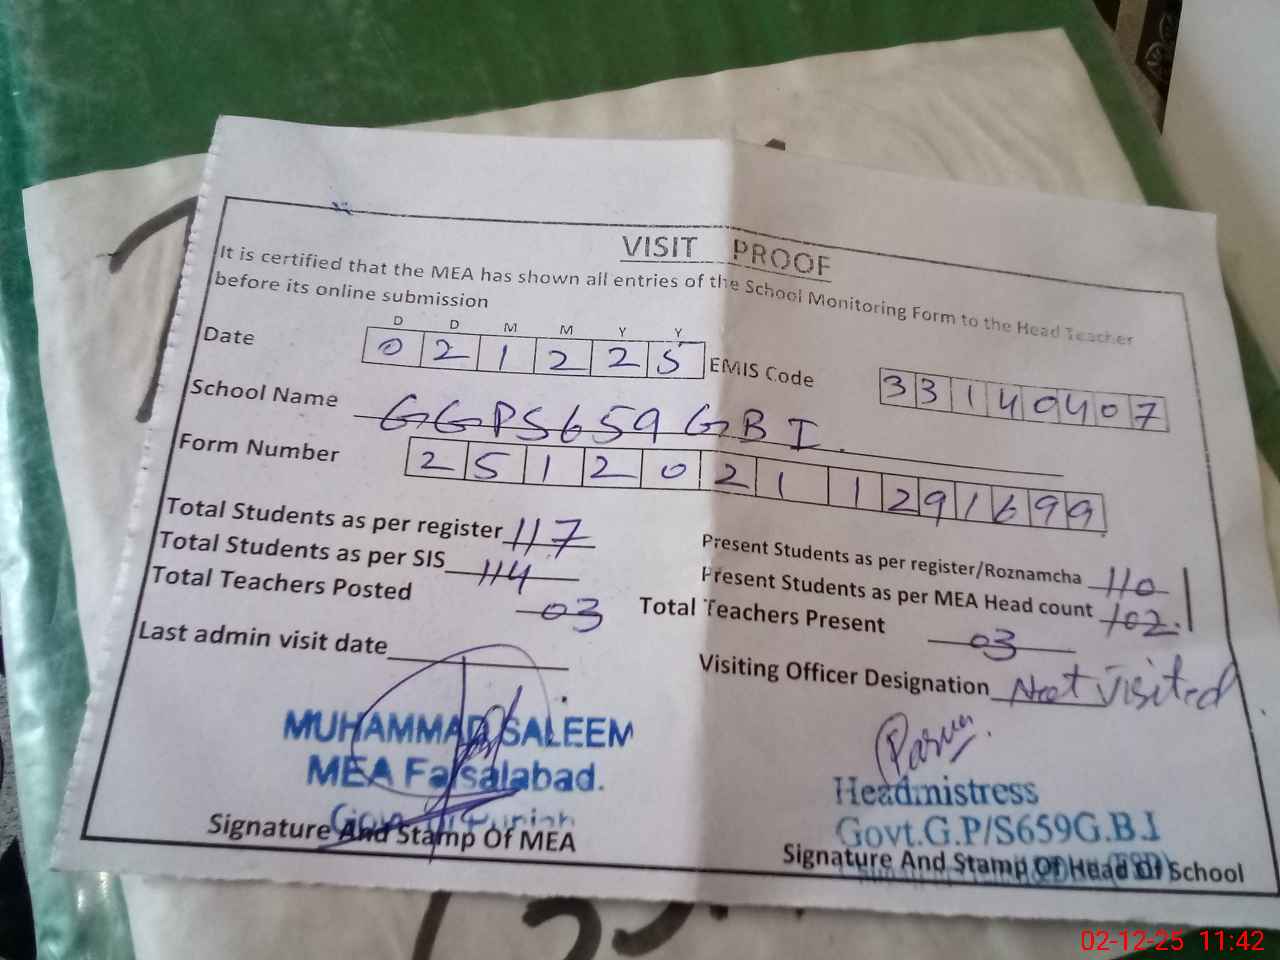 VISIT PROOF
It is certified that the MEA has shown all entries of the School Monitoring Form to the Head Teacher
before its online submission
D D M M Y Y
Date 0 2 1 2 2 5 EMIS Code 3 3 1 4 0 4 0 7
School Name GGPS 659 GB I
Form Number 2 5 1 2 0 2 1 1 2 9 1 6 9 9
Total Students as per register 117 Present Students as per register/Roznamcha 110
Total Students as per SIS 114 Present Students as per MEA Head count 102
Total Teachers Posted 03 Total Teachers Present 03
Last admin visit date Visiting Officer Designation Not Visited
MUHAMMAD SALEEM
MEA Faisalabad.
Signature And Stamp Of MEA
Headmistress
Govt.G.P/S659G.B.I
Signature And Stamp Of Head Of School
02-12-25 11:42